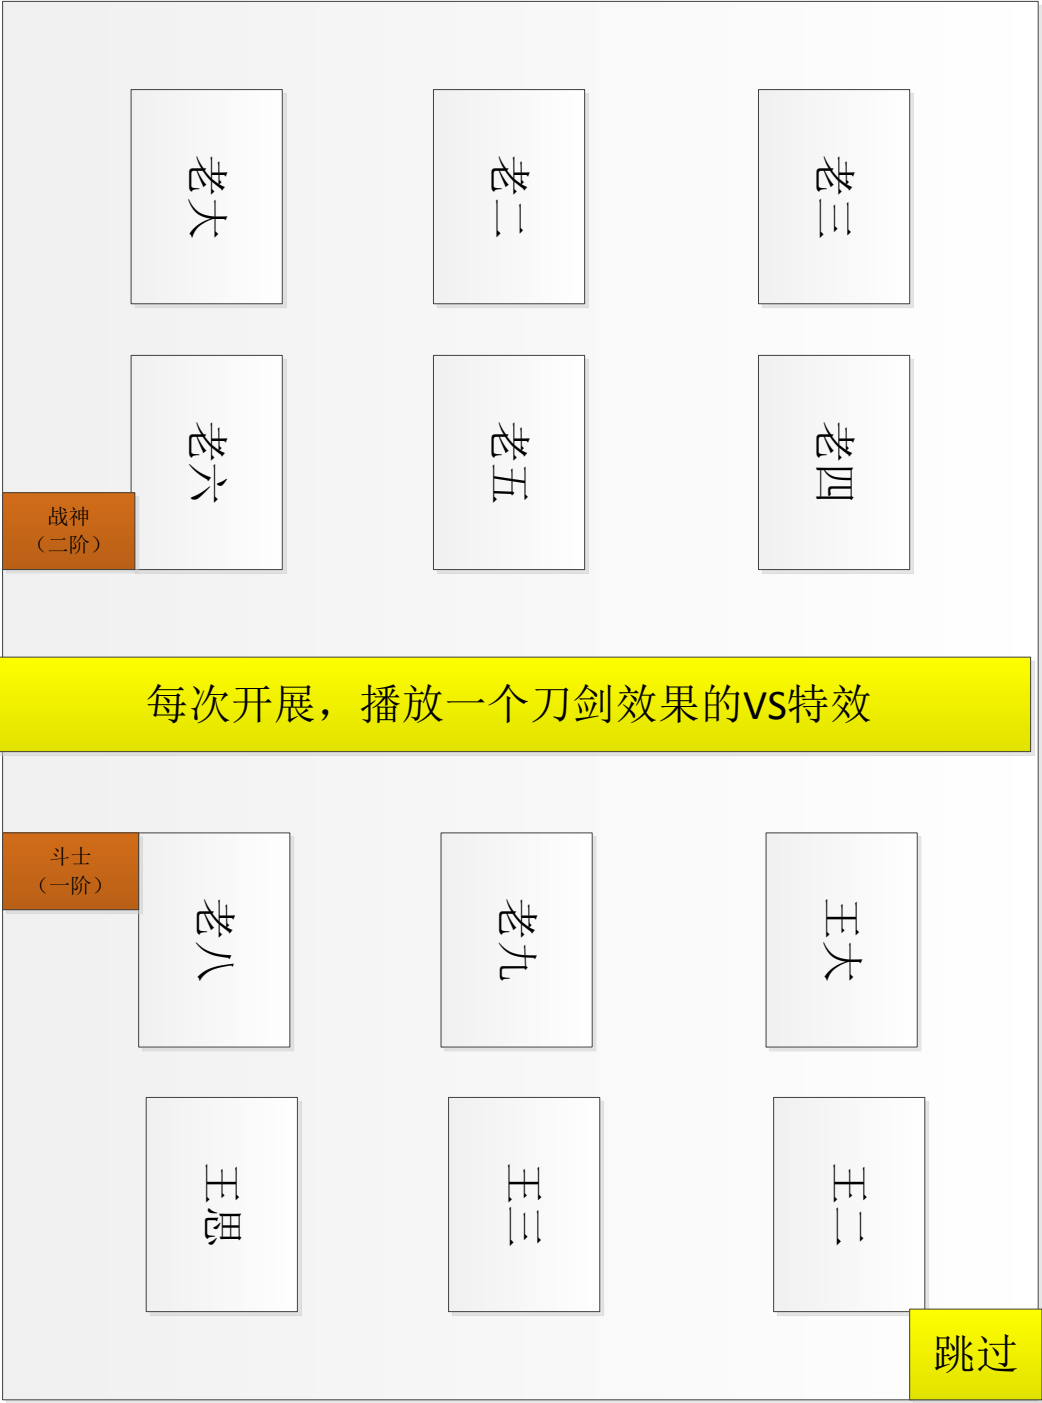 老大
老二
老三
老六
老五
老四
战神
（二阶）
每次开展，播放一个刀剑效果的VS特效
斗士
（一阶）
老八
老九
王大
王思
王三
王二
跳过